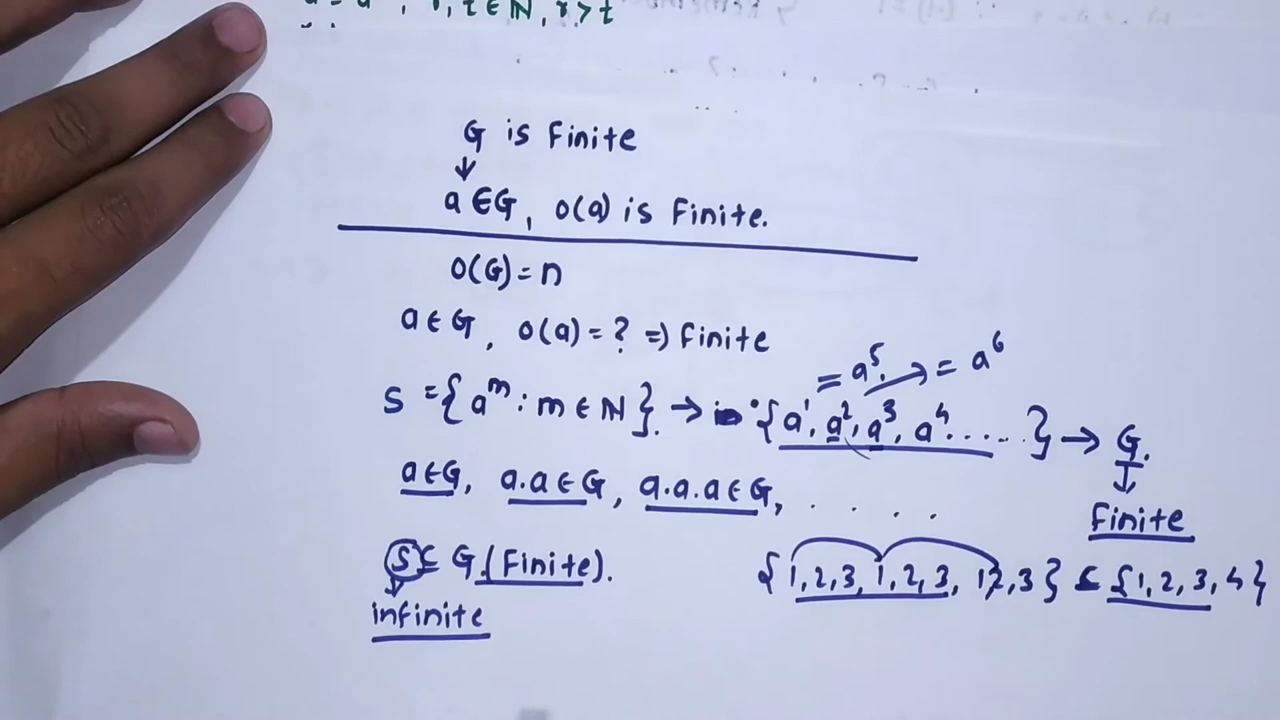 r, t ∈ N, r > t
G is Finite
↓
a ∈ G, o(a) is Finite.
o(G) = n
a ∈ G, o(a) = ? => Finite
= a⁵. → = a⁶
S = {aᵐ : m ∈ N}. → {a¹, a², a³, a⁴.....} → G.
a ∈ G, a.a ∈ G, a.a.a ∈ G, . . . .
Finite
S ⊆ G.(Finite).
{1,2,3, 1,2,3, 1,2,3} ⊆ {1,2,3,4}
infinite